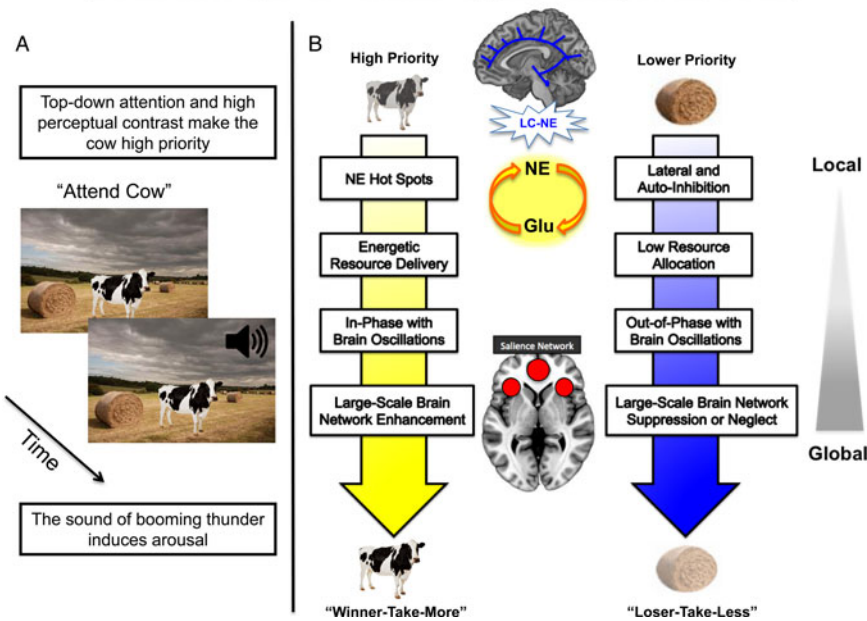 A
Top-down attention and high
perceptual contrast make the
cow high priority
“Attend Cow”
Time
The sound of booming thunder
induces arousal
B
High Priority
Lower Priority
LC-NE
NE Hot Spots
NE
Glu
Lateral and
Auto-Inhibition
Local
Energetic
Resource Delivery
Low Resource
Allocation
In-Phase with
Brain Oscillations
Salience Network
Out-of-Phase with
Brain Oscillations
Large-Scale Brain
Network Enhancement
Large-Scale Brain Network
Suppression or Neglect
Global
“Winner-Take-More”
“Loser-Take-Less”